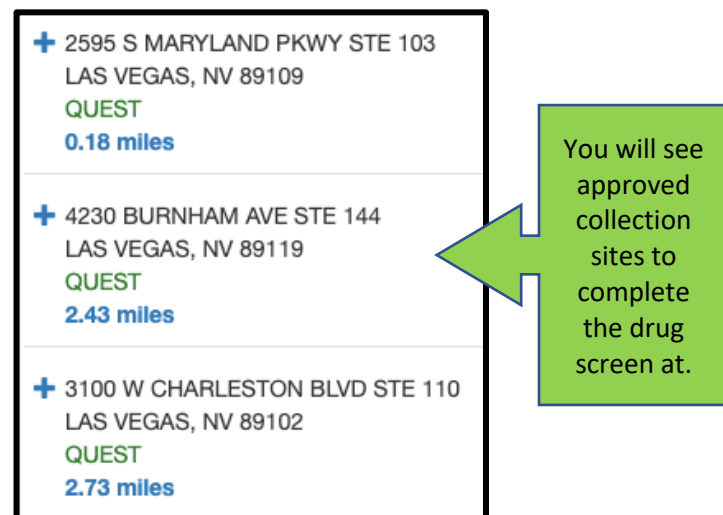 2595 S MARYLAND PKWY STE 103
LAS VEGAS, NV 89109
QUEST
0.18 miles
4230 BURNHAM AVE STE 144
LAS VEGAS, NV 89119
QUEST
2.43 miles
3100 W CHARLESTON BLVD STE 110
LAS VEGAS, NV 89102
QUEST
2.73 miles
You will see
approved
collection
sites to
complete
the drug
screen at.